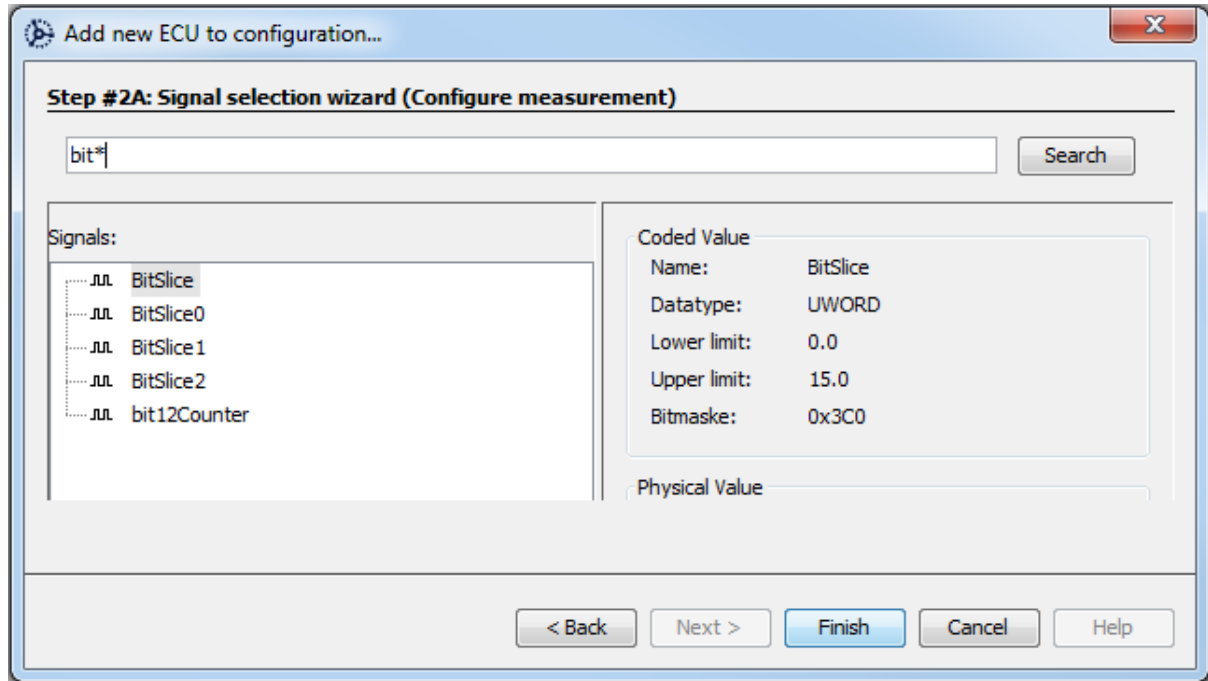 Add new ECU to configuration...
Step #2A: Signal selection wizard (Configure measurement)
bit*
Search
Signals:
BitSlice
BitSlice0
BitSlice1
BitSlice2
bit12Counter
Coded Value
Name: BitSlice
Datatype: UWORD
Lower limit: 0.0
Upper limit: 15.0
Bitmaske: 0x3C0
Physical Value
< Back Next > Finish Cancel Help